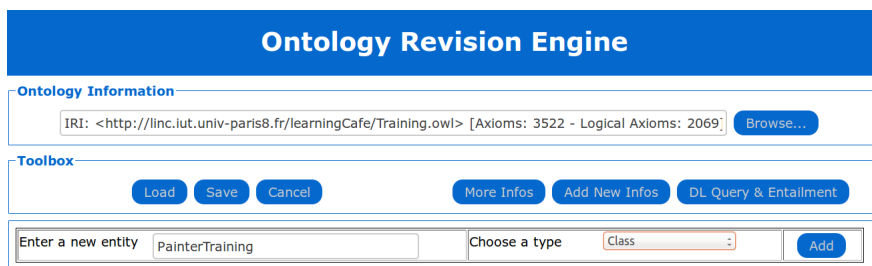 Ontology Revision Engine
Ontology Information
IRI: <http://linc.iut.univ-paris8.fr/learningCafe/Training.owl> [Axioms: 3522 - Logical Axioms: 2069] Browse...
Toolbox
Load Save Cancel More Infos Add New Infos DL Query & Entailment
Enter a new entity PainterTraining Choose a type Class Add